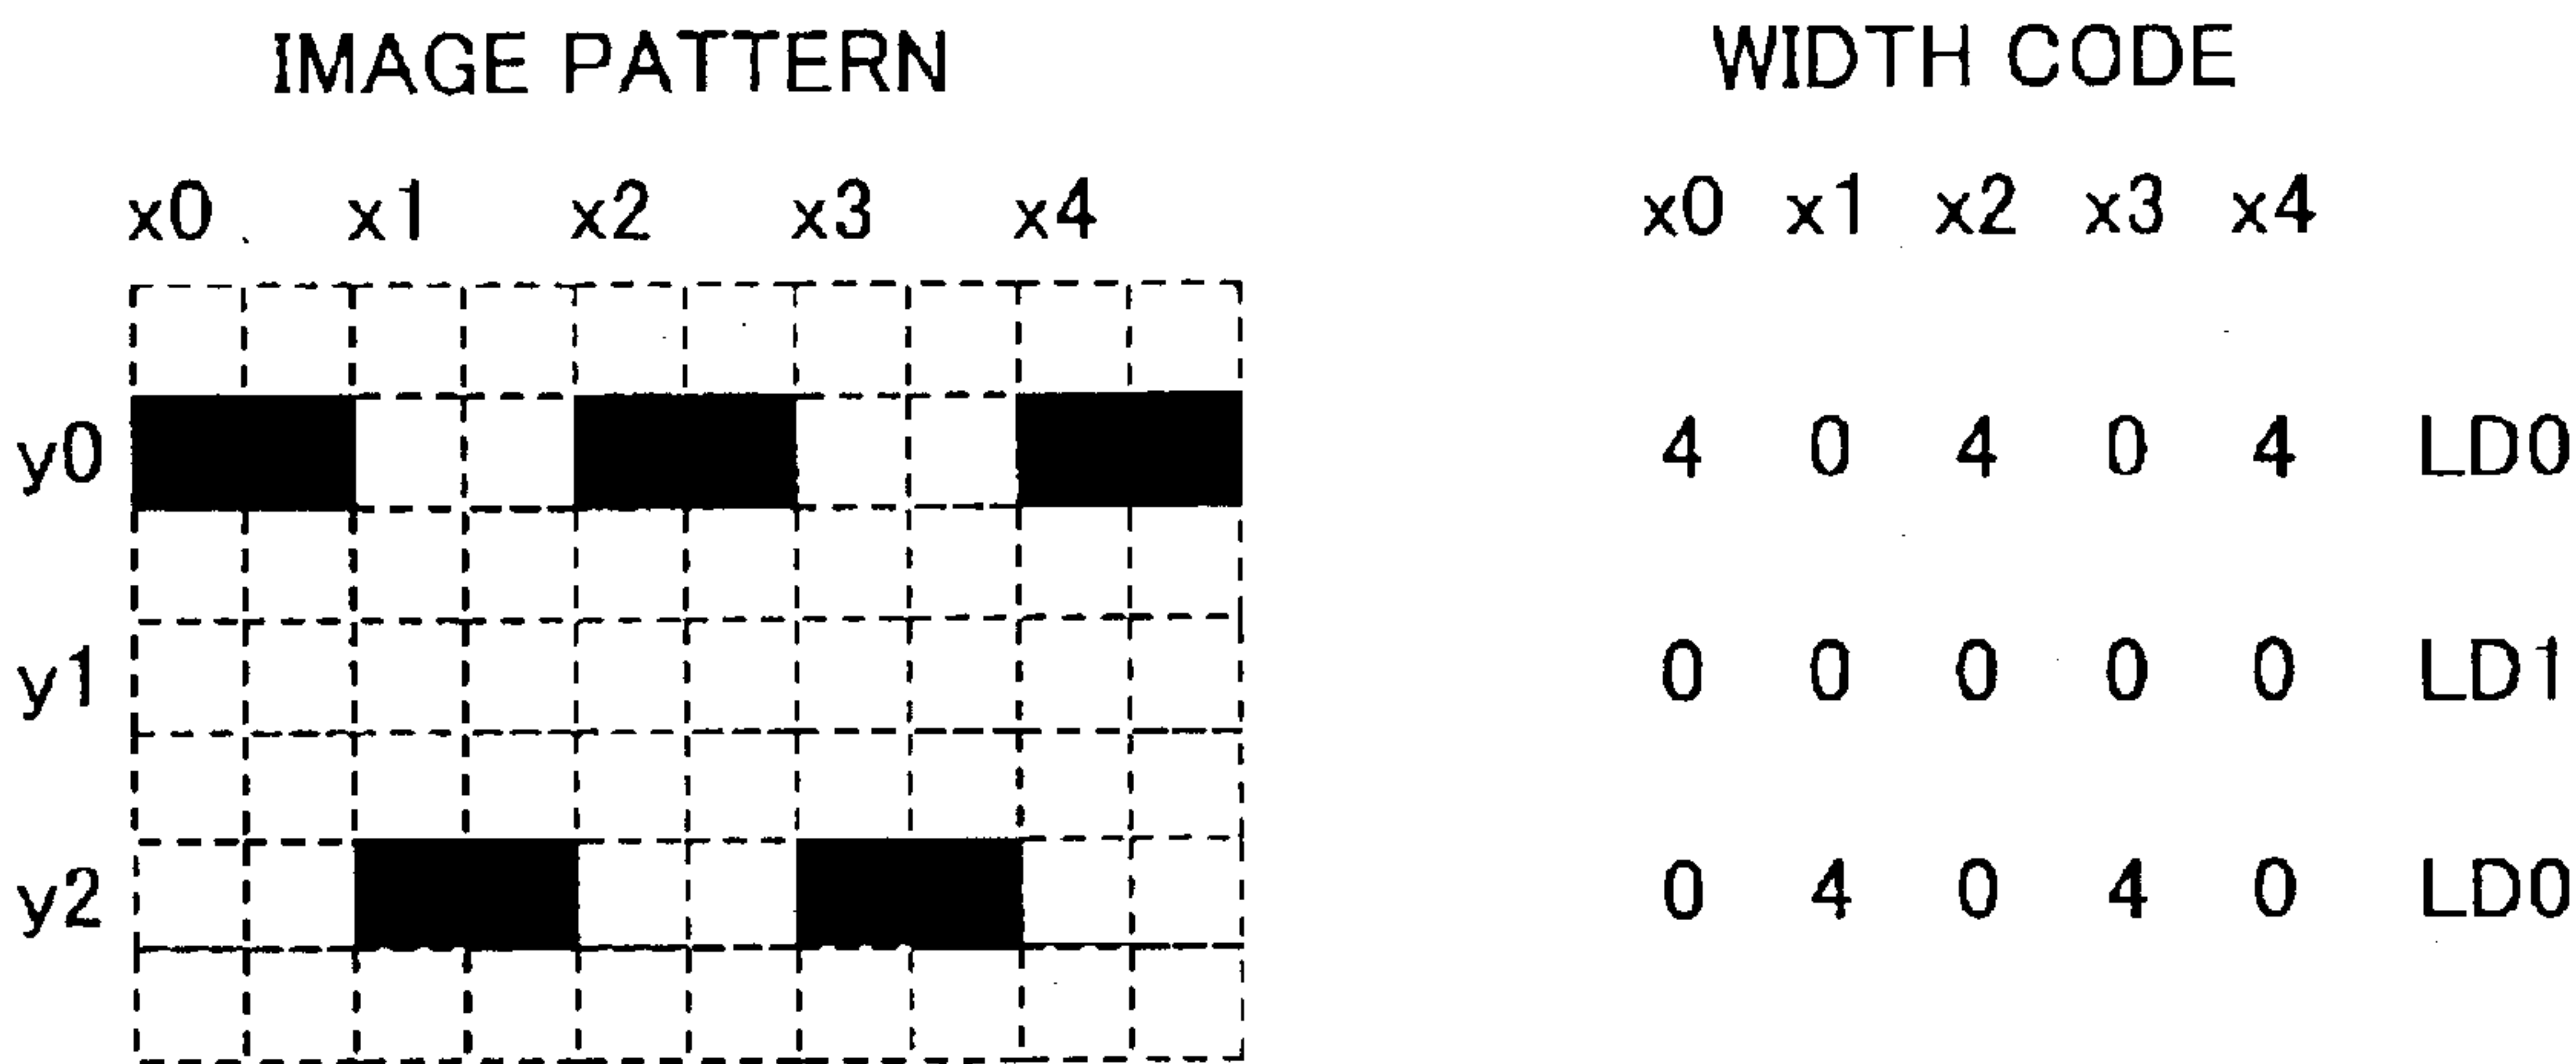 IMAGE PATTERN WIDTH CODE
x0 x1 x2 x3 x4 x0 x1 x2 x3 x4
y0 4 0 4 0 4 LD0
y1 0 0 0 0 0 LD1
y2 0 4 0 4 0 LD0